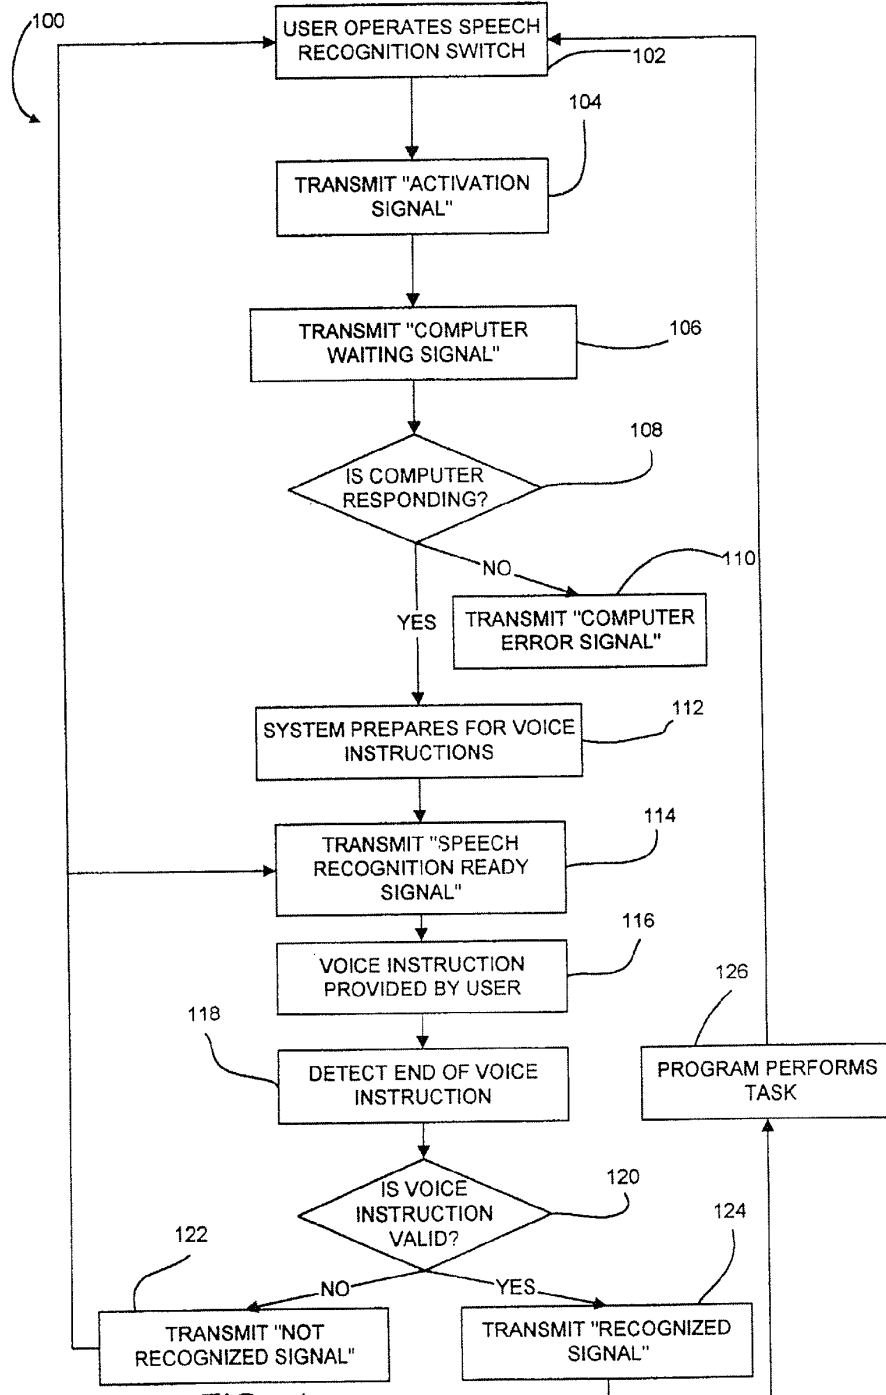 100
USER OPERATES SPEECH
RECOGNITION SWITCH
102
104
TRANSMIT "ACTIVATION
SIGNAL"
TRANSMIT "COMPUTER
WAITING SIGNAL"
106
108
IS COMPUTER
RESPONDING?
NO
110
YES
TRANSMIT "COMPUTER
ERROR SIGNAL"
SYSTEM PREPARES FOR VOICE
INSTRUCTIONS
112
TRANSMIT "SPEECH
RECOGNITION READY
SIGNAL"
114
116
VOICE INSTRUCTION
PROVIDED BY USER
118
DETECT END OF VOICE
INSTRUCTION
126
PROGRAM PERFORMS
TASK
IS VOICE
INSTRUCTION
VALID?
120
122
124
NO
YES
TRANSMIT "NOT
RECOGNIZED SIGNAL"
TRANSMIT "RECOGNIZED
SIGNAL"